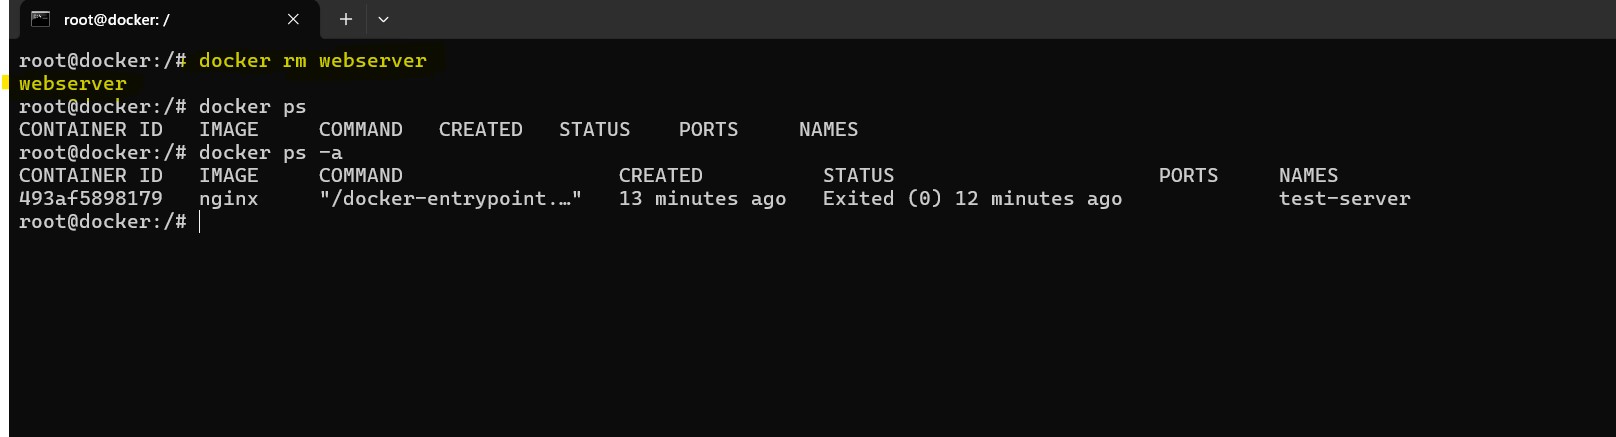 root@docker: /
root@docker:/# docker rm webserver
webserver
root@docker:/# docker ps
CONTAINER ID   IMAGE     COMMAND   CREATED   STATUS    PORTS     NAMES
root@docker:/# docker ps -a
CONTAINER ID   IMAGE     COMMAND                  CREATED          STATUS                      PORTS     NAMES
493af5898179   nginx     "/docker-entrypoint.…"   13 minutes ago   Exited (0) 12 minutes ago             test-server
root@docker:/#